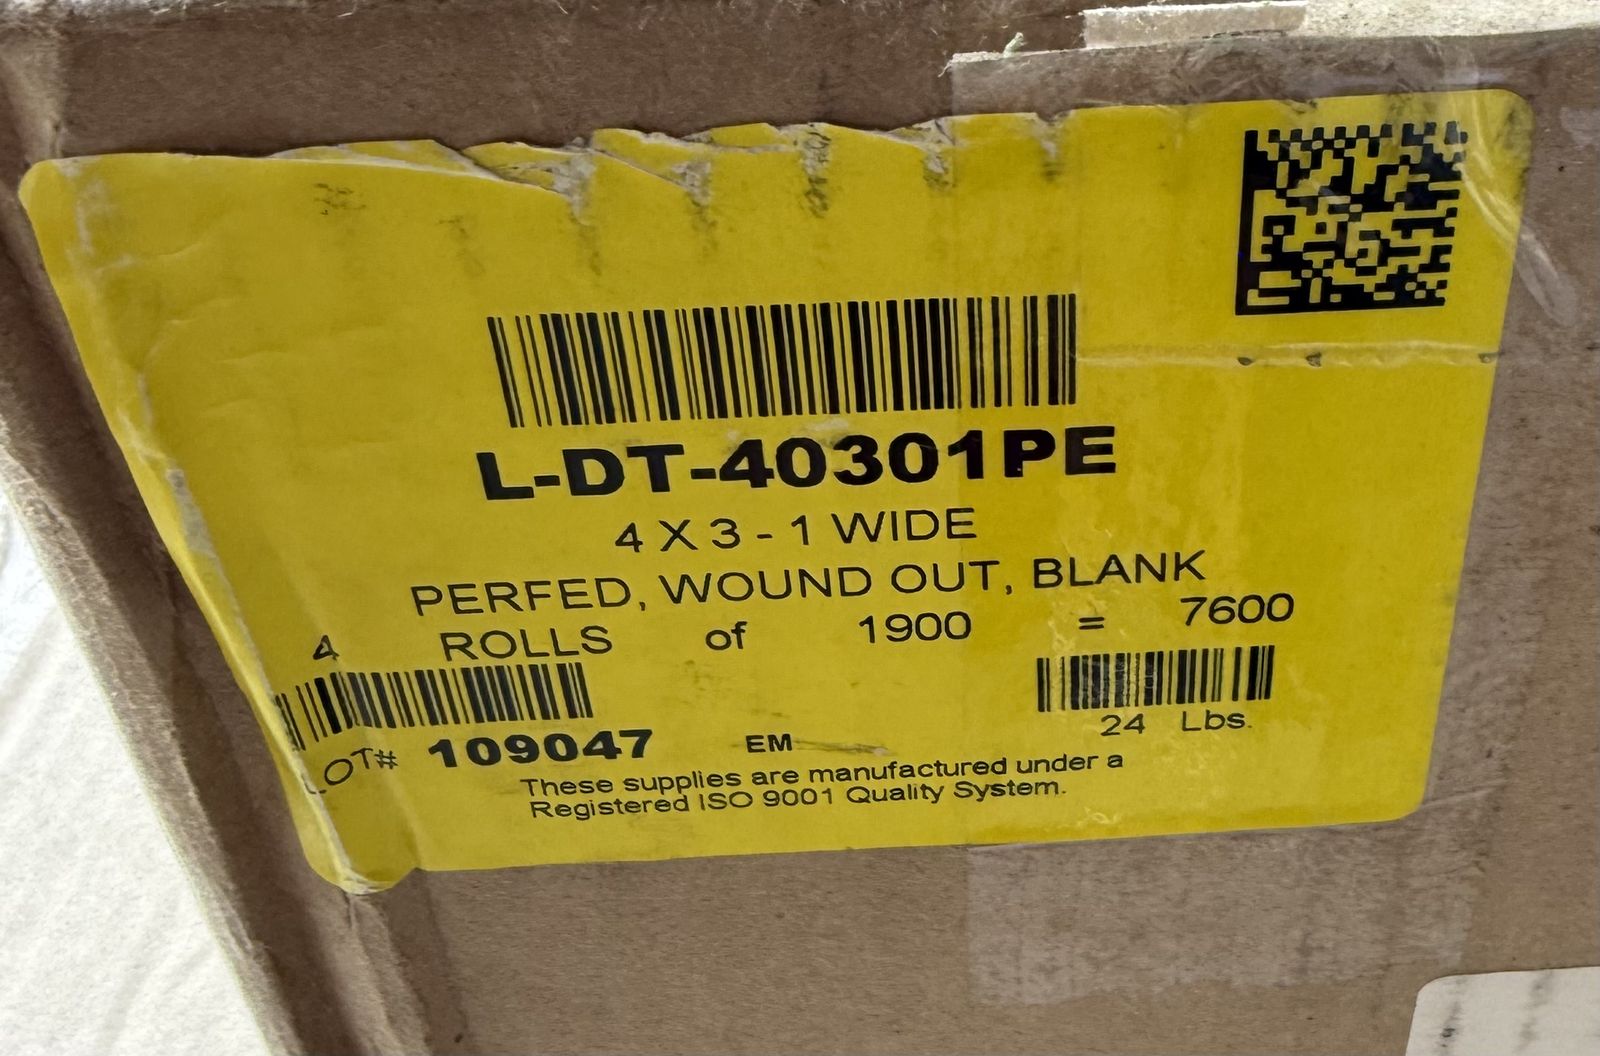 L-DT-40301PE
4 X 3 - 1 WIDE
PERFED, WOUND OUT, BLANK
4 ROLLS of 1900 = 7600
24 Lbs.
LOT# 109047 EM
These supplies are manufactured under a
Registered ISO 9001 Quality System.